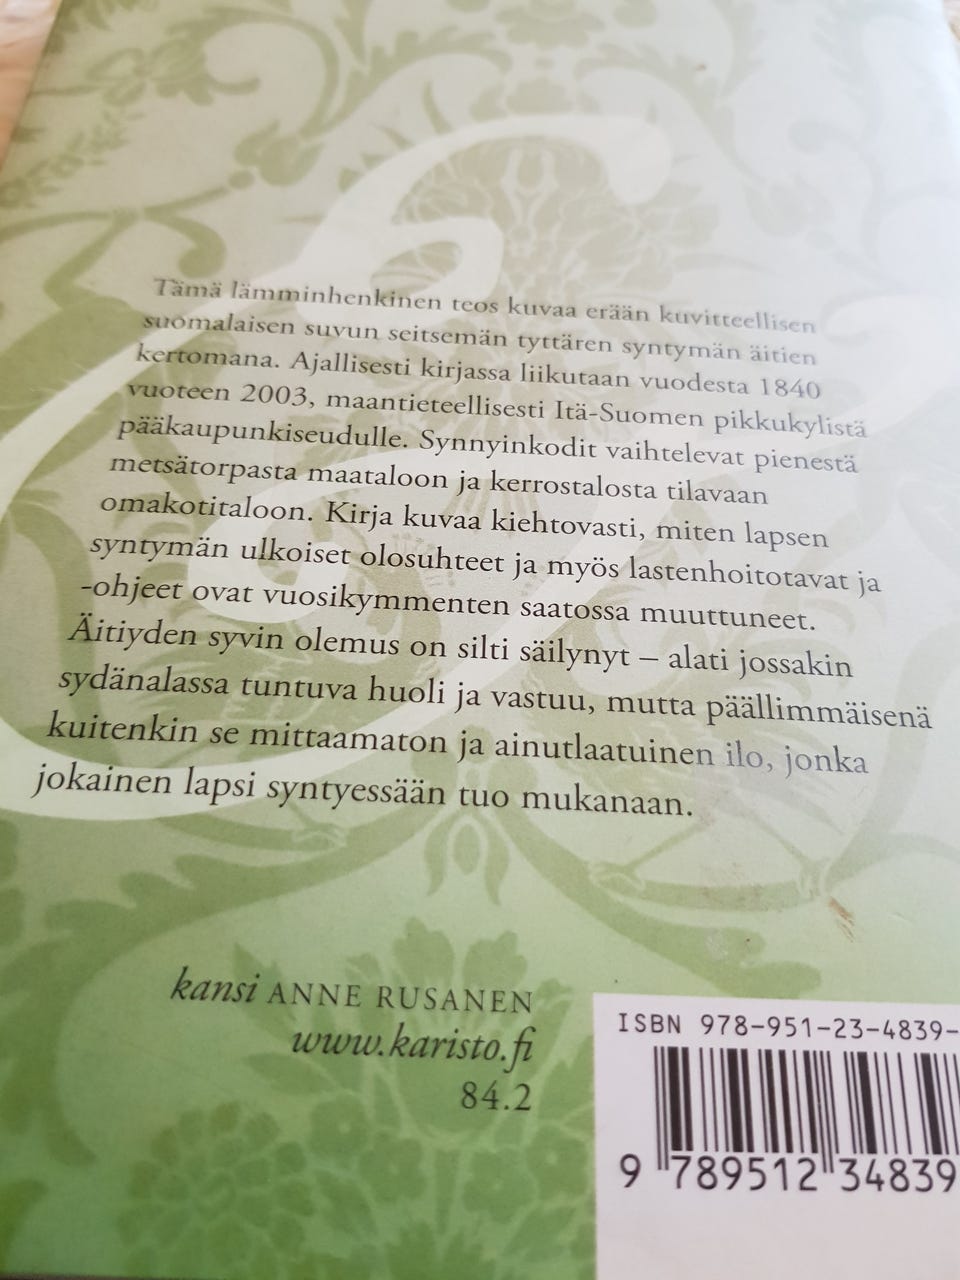 Tämä lämminhenkinen teos kuvaa erään kuvitteellisen
suomalaisen suvun seitsemän tyttären syntymän äitien
kertomana. Ajallisesti kirjassa liikutaan vuodesta 1840
vuoteen 2003, maantieteellisesti Itä-Suomen pikkukylistä
pääkaupunkiseudulle. Synnyinkodit vaihtelevat pienestä
metsätorpasta maataloon ja kerrostalosta tilavaan
omakotitaloon. Kirja kuvaa kiehtovasti, miten lapsen
syntymän ulkoiset olosuhteet ja myös lastenhoitotavat ja
-ohjeet ovat vuosikymmenten saatossa muuttuneet.
Äitiyden syvin olemus on silti säilynyt – alati jossakin
sydänalassa tuntuva huoli ja vastuu, mutta päällimmäisenä
kuitenkin se mittaamaton ja ainutlaatuinen ilo, jonka
jokainen lapsi syntyessään tuo mukanaan.
kansi ANNE RUSANEN
www.karisto.fi
84.2
ISBN 978-951-23-4839-
9 789512 34839